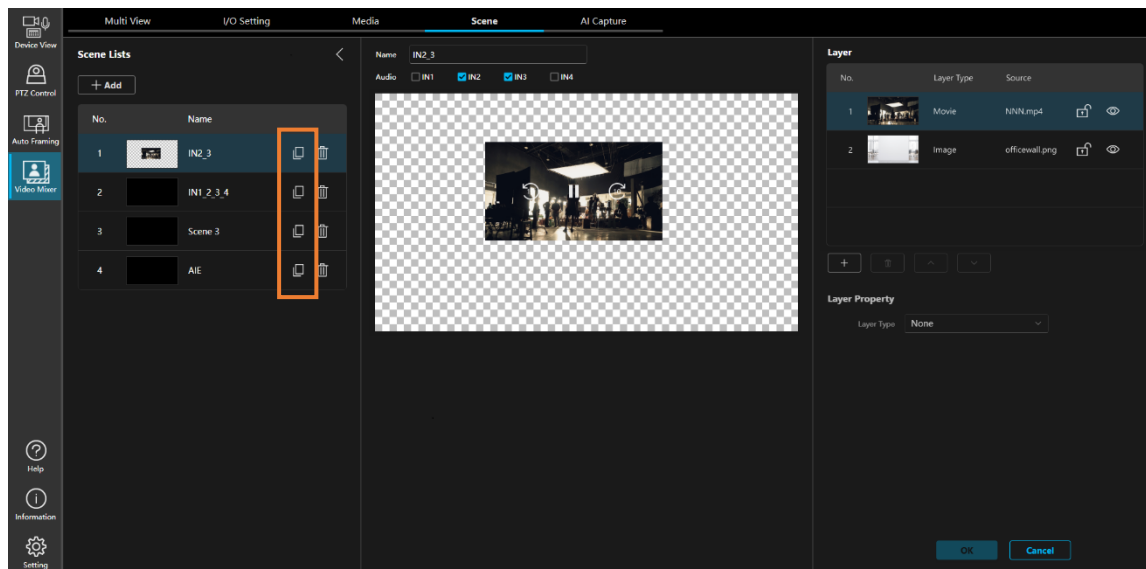 Multi View
I/O Setting
Media
Scene
AI Capture
Device View
PTZ Control
Auto Framing
Video Mixer
Help
Information
Setting
Scene Lists
+ Add
No. Name
1 IN2_3
2 IN1_2_3_4
3 Scene 3
4 AIE
Name IN2_3
Audio IN1 IN2 IN3 IN4
10 10
Layer
No. Layer Type Source
1 Movie NNN.mp4
2 Image officewall.png
Layer Property
Layer Type None
OK Cancel